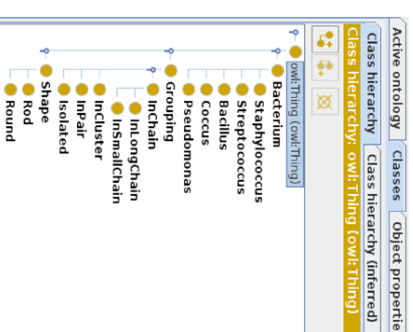 Active ontology Classes Object propertie
Class hierarchy Class hierarchy (inferred)
Class hierarchy: owl:Thing (owl:Thing)
owl:Thing (owl:Thing)
Bacterium
Staphylococcus
Streptococcus
Bacillus
Coccus
Pseudomonas
Grouping
InChain
InLongChain
InSmallChain
InCluster
InPair
Isolated
Shape
Rod
Round